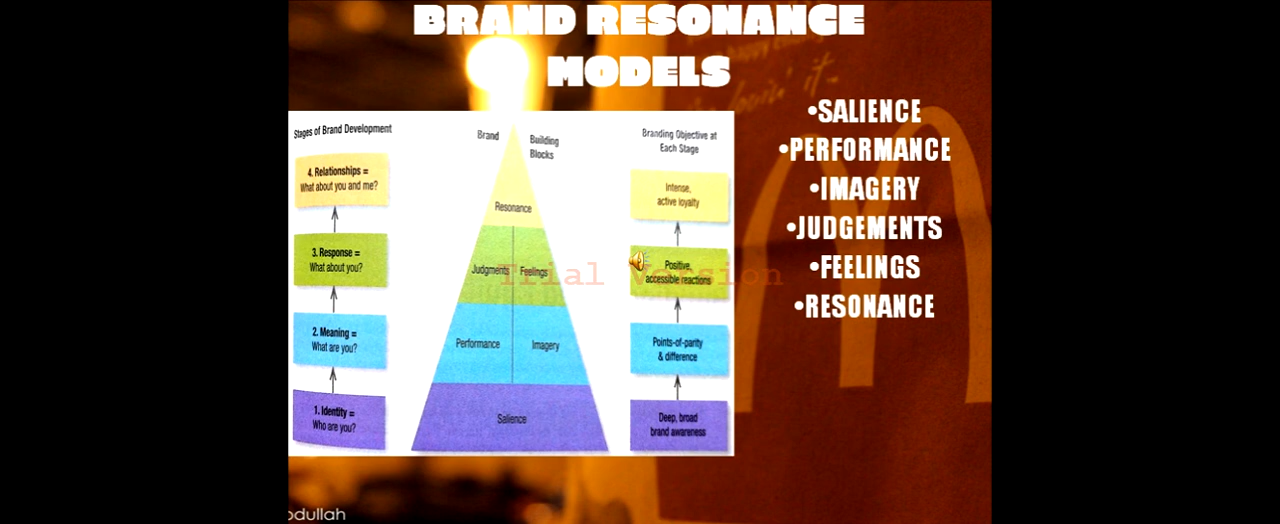 BRAND RESONANCE
MODELS
Stages of Brand Development
4. Relationships =
What about you and me?
3. Response =
What about you?
2. Meaning =
What are you?
1. Identity =
Who are you?
Brand
Building
Blocks
Resonance
Judgments
Feelings
Performance
Imagery
Salience
Branding Objective at
Each Stage
Intense,
active loyalty
Positive,
accessible reactions
Points-of-parity
& difference
Deep, broad
brand awareness
Trial Version
•SALIENCE
•PERFORMANCE
•IMAGERY
•JUDGEMENTS
•FEELINGS
•RESONANCE
lovin' it